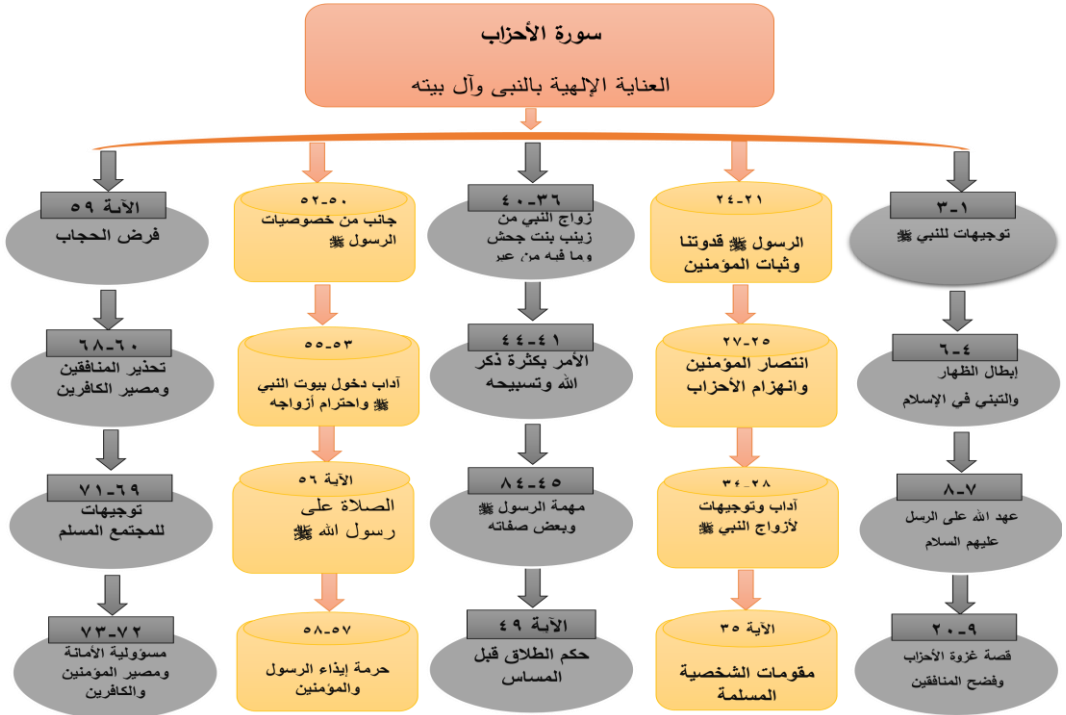 سورة الأحزاب
العناية الإلهية بالنبى وآل بيته
١-٣
توجيهات للنبي ﷺ
٤-٦
إبطال الظهار
والتبني في الإسلام
٧-٨
عهد الله على الرسل
عليهم السلام
٩-٢٠
قصة غزوة الأحزاب
وفضح المنافقين
٢١-٢٤
الرسول ﷺ قدوتنا
وثبات المؤمنين
٢٥-٢٧
انتصار المؤمنين
وانهزام الأحزاب
٢٨-٣٤
آداب وتوجيهات
لأزواج النبي ﷺ
الآية ٣٥
مقومات الشخصية
المسلمة
٣٦-٤٠
زواج النبي من
زينب بنت جحش
وما فيه من عبر
٤١-٤٤
الأمر بكثرة ذكر
الله وتسبيحه
٤٥-٨٤
مهمة الرسول ﷺ
وبعض صفاته
الآية ٤٩
حكم الطلاق قبل
المساس
٥٠-٥٢
جانب من خصوصيات
الرسول ﷺ
٥٣-٥٥
آداب دخول بيوت النبي
ﷺ واحترام أزواجه
الآية ٥٦
الصلاة على
رسول الله ﷺ
٥٧-٥٨
حرمة إيذاء الرسول
والمؤمنين
الآية ٥٩
فرض الحجاب
٦٠-٦٨
تحذير المنافقين
ومصير الكافرين
٦٩-٧١
توجيهات
للمجتمع المسلم
٧٢-٧٣
مسؤولية الأمانة
ومصير المؤمنين
والكافرين